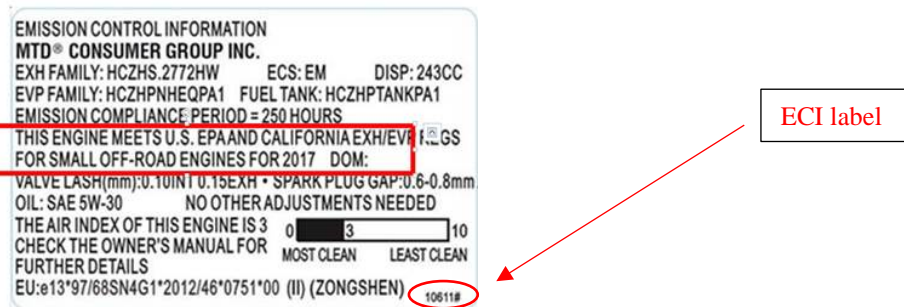 EMISSION CONTROL INFORMATION
MTD® CONSUMER GROUP INC.
EXH FAMILY: HCZHS.2772HW ECS: EM DISP: 243CC
EVP FAMILY: HCZHPNHEQPA1 FUEL TANK: HCZHPTANKPA1
EMISSION COMPLIANCE PERIOD = 250 HOURS
THIS ENGINE MEETS U.S. EPA AND CALIFORNIA EXH/EVP REGS
FOR SMALL OFF-ROAD ENGINES FOR 2017 DOM:
VALVE LASH(mm):0.10INT 0.15EXH • SPARK PLUG GAP:0.6-0.8mm
OIL: SAE 5W-30 NO OTHER ADJUSTMENTS NEEDED
THE AIR INDEX OF THIS ENGINE IS 3
CHECK THE OWNER'S MANUAL FOR
FURTHER DETAILS
0 3 10
MOST CLEAN LEAST CLEAN
EU:e13*97/68SN4G1*2012/46*0751*00 (II) (ZONGSHEN)
10611#
ECI label